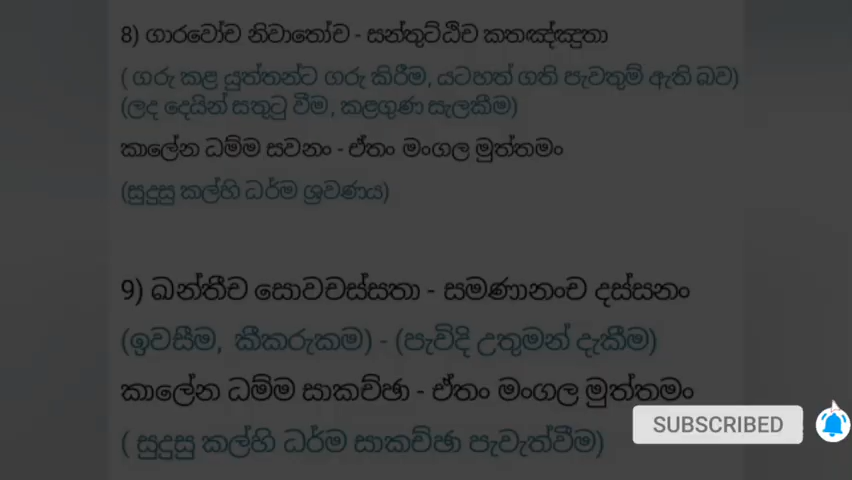 8) ගාරවෝච නිවාතෝච - සන්තුට්ඨිච කතඤ්ඤුතා
( ගරු කළ යුත්තන්ට ගරු කිරීම, යටහත් ගති පැවතුම් ඇති බව)
(ලද දෙයින් සතුටු වීම, කළගුණ සැලකීම)
කාලේන ධම්ම සවනං - ඒතං මංගල මුත්තමං
(සුදුසු කල්හි ධර්ම ශ්‍රවණය)
9) ඛන්තීච සොවචස්සතා - සමණානංච දස්සනං
(ඉවසීම, කීකරුකම) - (පැවිදි උතුමන් දැකීම)
කාලේන ධම්ම සාකච්ඡා - ඒතං මංගල මුත්තමං
( සුදුසු කල්හි ධර්ම සාකච්ඡා පැවැත්වීම)
SUBSCRIBED